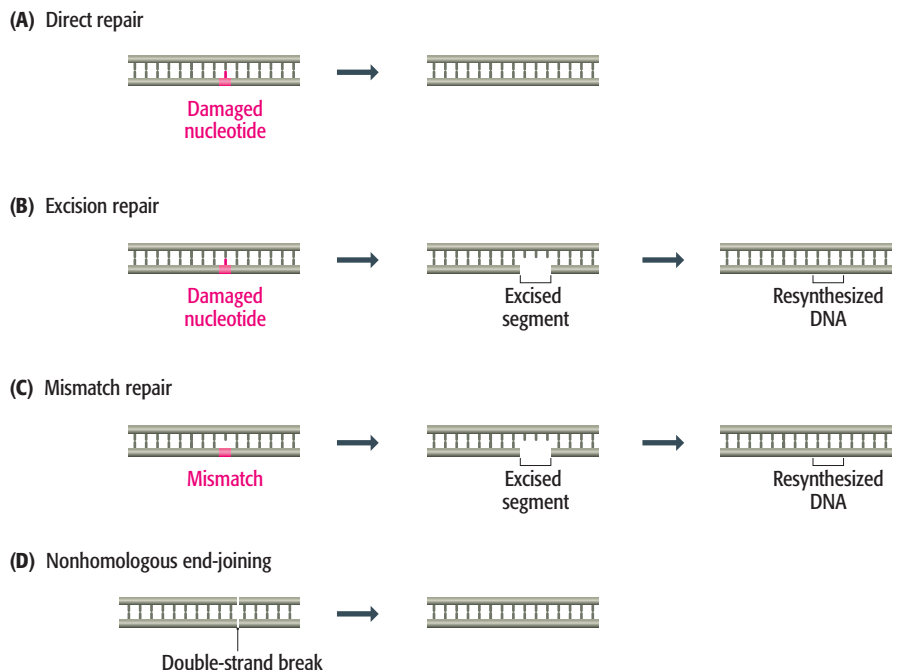 (A) Direct repair
Damaged
nucleotide
(B) Excision repair
Damaged
nucleotide
Excised
segment
Resynthesized
DNA
(C) Mismatch repair
Mismatch
Excised
segment
Resynthesized
DNA
(D) Nonhomologous end-joining
Double-strand break